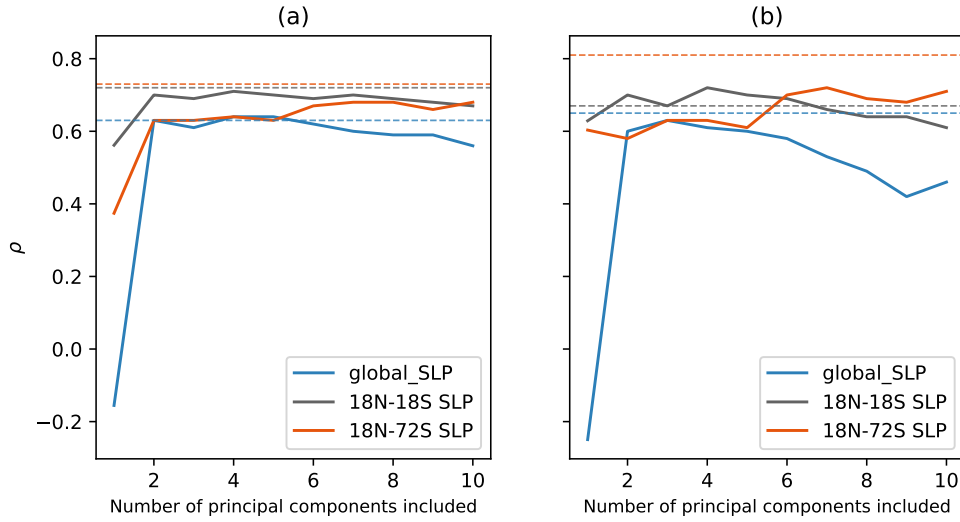 (a)
(b)
0.8
0.6
0.4
0.2
0.0
−0.2
ρ
global_SLP
18N-18S SLP
18N-72S SLP
global_SLP
18N-18S SLP
18N-72S SLP
2 4 6 8 10
2 4 6 8 10
Number of principal components included
Number of principal components included